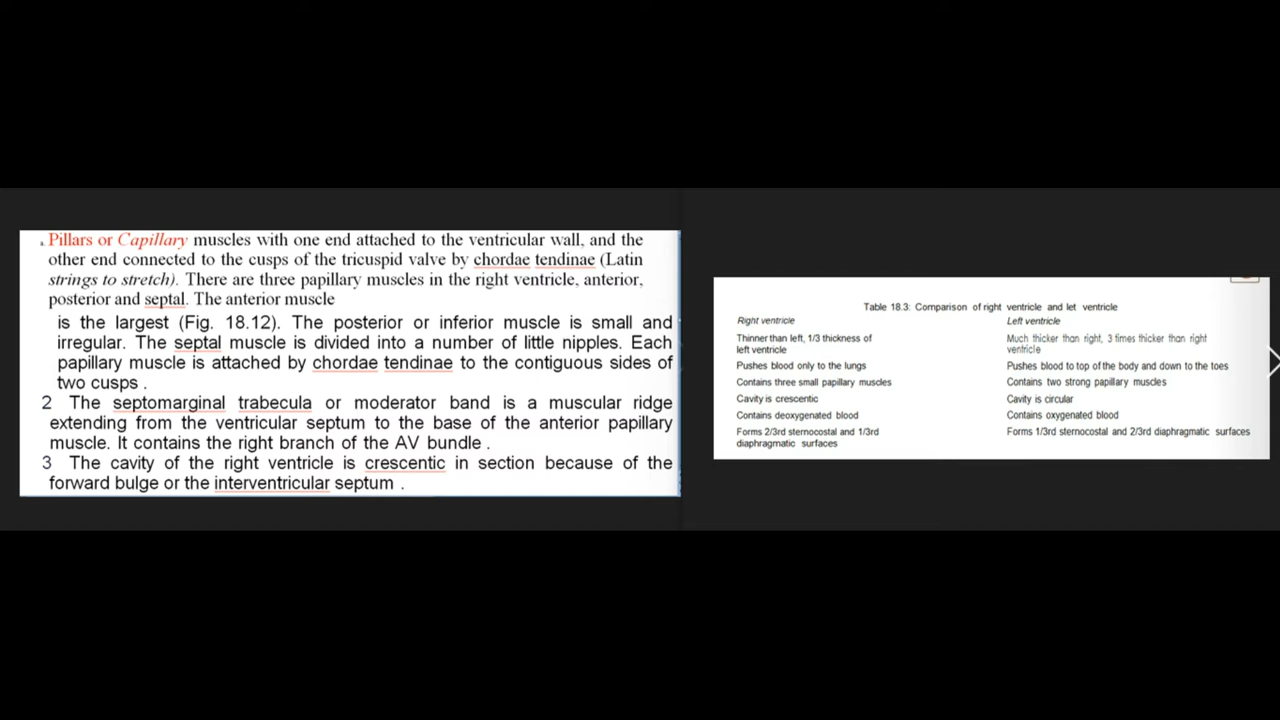 Pillars or Capillary muscles with one end attached to the ventricular wall, and the
other end connected to the cusps of the tricuspid valve by chordae tendinae (Latin
strings to stretch). There are three papillary muscles in the right ventricle, anterior,
posterior and septal. The anterior muscle
is the largest (Fig. 18.12). The posterior or inferior muscle is small and
irregular. The septal muscle is divided into a number of little nipples. Each
papillary muscle is attached by chordae tendinae to the contiguous sides of
two cusps .
2 The septomarginal trabecula or moderator band is a muscular ridge
extending from the ventricular septum to the base of the anterior papillary
muscle. It contains the right branch of the AV bundle .
3 The cavity of the right ventricle is crescentic in section because of the
forward bulge or the interventricular septum .
Table 18.3: Comparison of right ventricle and let ventricle
Right ventricle Left ventricle
Thinner than left, 1/3 thickness of Much thicker than right, 3 times thicker than right
left ventricle ventricle
Pushes blood only to the lungs Pushes blood to top of the body and down to the toes
Contains three small papillary muscles Contains two strong papillary muscles
Cavity is crescentic Cavity is circular
Contains deoxygenated blood Contains oxygenated blood
Forms 2/3rd sternocostal and 1/3rd Forms 1/3rd sternocostal and 2/3rd diaphragmatic surfaces
diaphragmatic surfaces